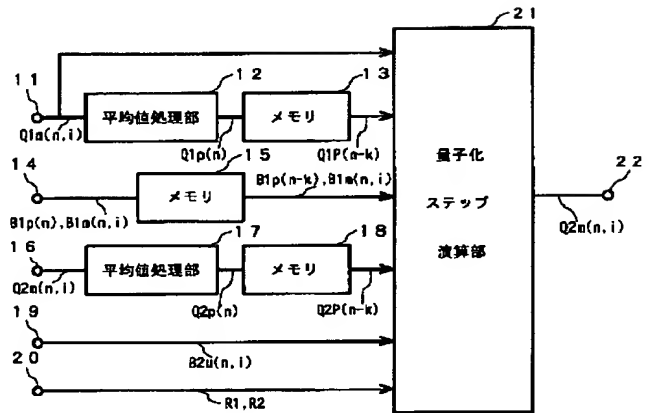 21
11
12
13
平均値処理部
メモリ
Q1m(n,i)
Q1p(n)
Q1P(n-k)
14
15
メモリ
B1p(n-k),B1m(n,i)
B1p(n),B1m(n,i)
量子化
ステップ
演算部
22
Q2m(n,i)
16
17
18
平均値処理部
メモリ
Q2m(n,i)
Q2p(n)
Q2P(n-k)
19
B2u(n,i)
20
R1,R2